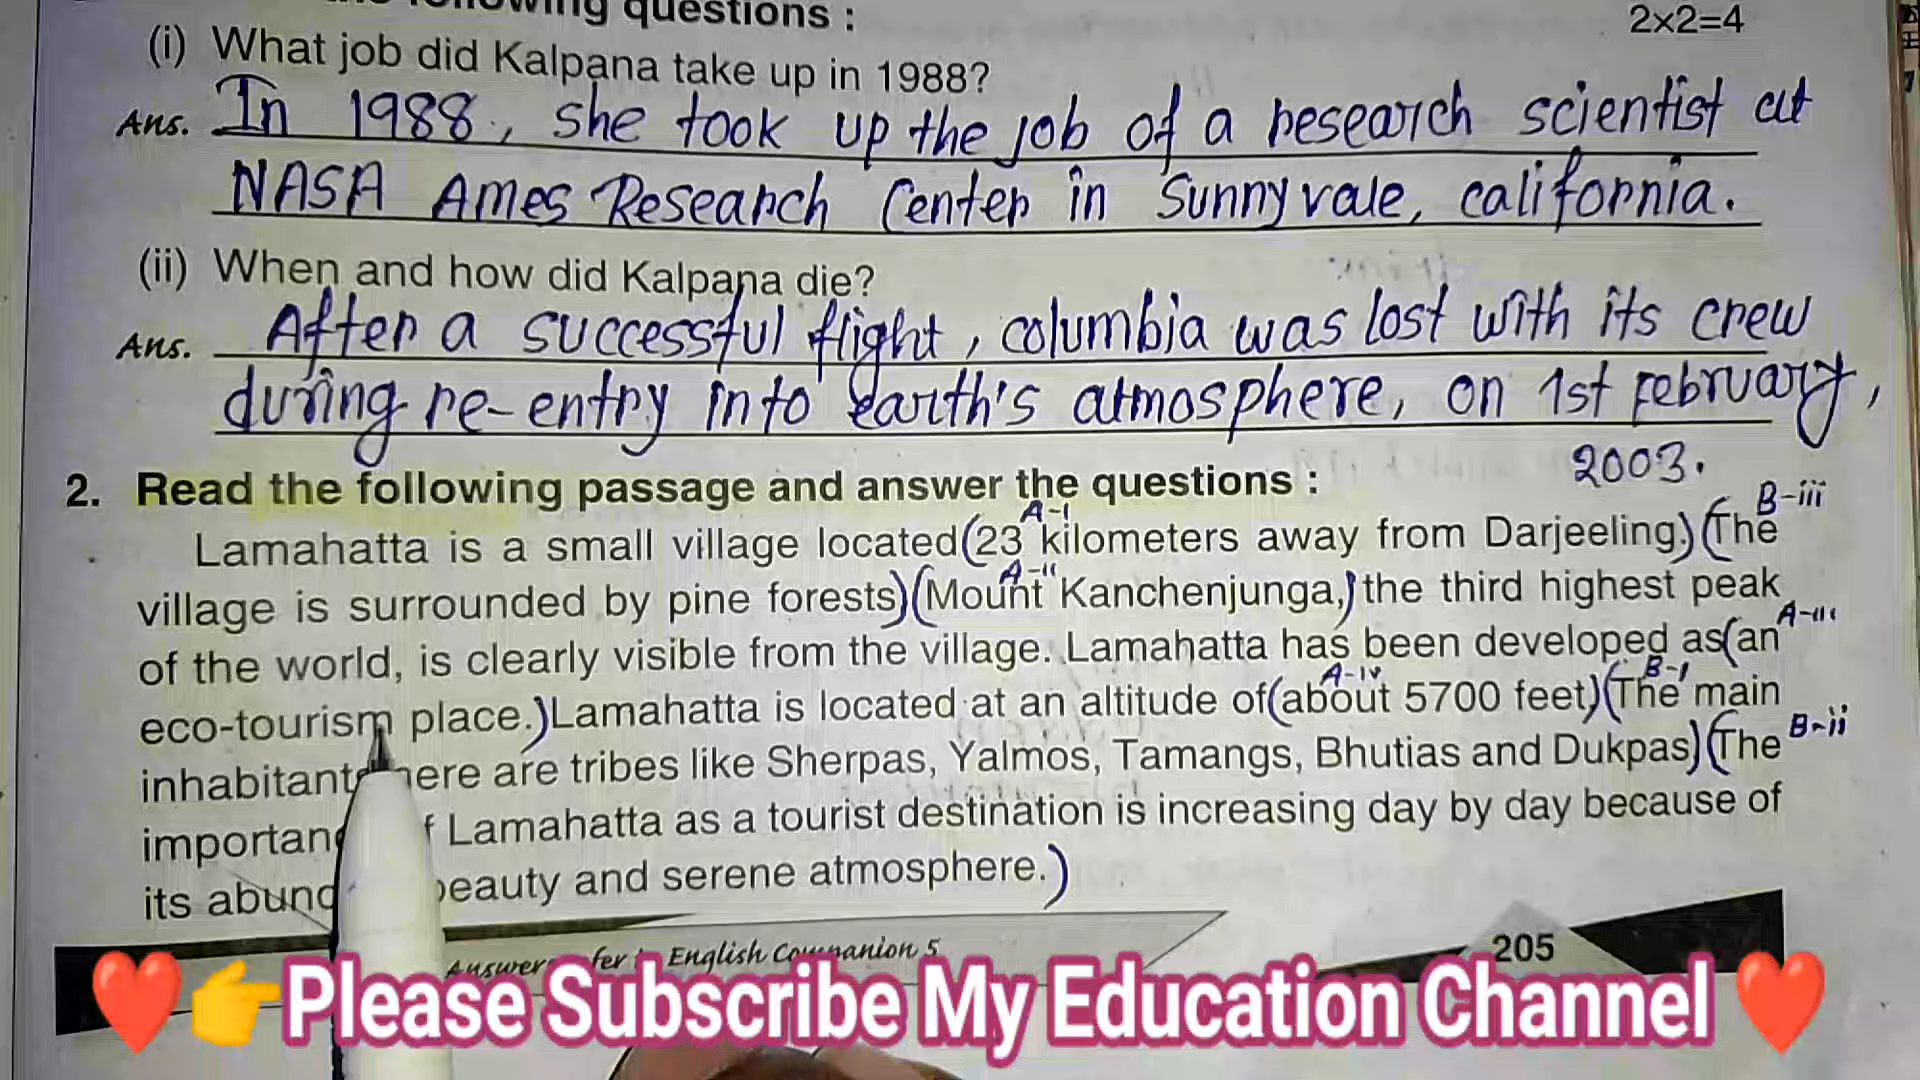 following questions :
2×2=4
(i) What job did Kalpana take up in 1988?
Ans. In 1988, she took up the job of a research scientist at
NASA Ames Research Center in Sunnyvale, california.
(ii) When and how did Kalpana die?
Ans. After a successful flight, columbia was lost with its crew
during re-entry into earth's atmosphere, on 1st February,
2003.
2. Read the following passage and answer the questions :
A-i
B-iii
Lamahatta is a small village located (23 kilometers away from Darjeeling.) (The
A-ii
village is surrounded by pine forests) (Mount Kanchenjunga,) the third highest peak
A-iii
of the world, is clearly visible from the village. Lamahatta has been developed as (an
A-iv
B-i
eco-tourism place.) Lamahatta is located at an altitude of (about 5700 feet) (The main
B-ii
inhabitant here are tribes like Sherpas, Yalmos, Tamangs, Bhutias and Dukpas) (The
Lamahatta as a tourist destination is increasing day by day because of
its beauty and serene atmosphere.)
English Companion 5
205
❤️👉Please Subscribe My Education Channel ❤️